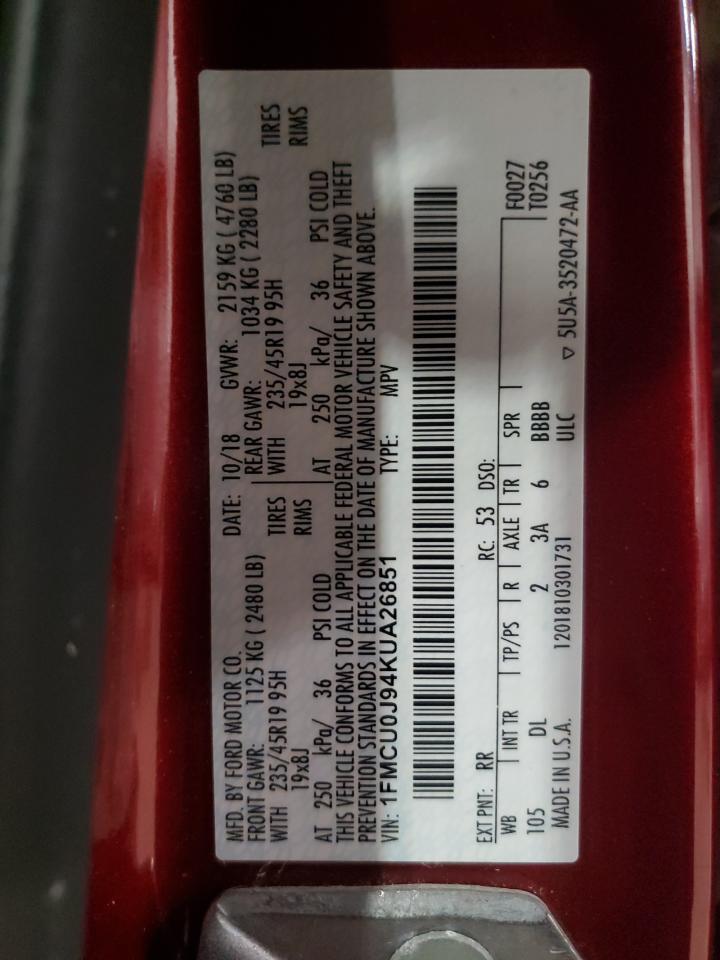 MFD. BY FORD MOTOR CO. DATE: 10/18 GVWR: 2159 KG ( 4760 LB)
FRONT GAWR: 1125 KG ( 2480 LB) REAR GAWR: 1034 KG ( 2280 LB)
WITH 235/45R19 95H TIRES WITH 235/45R19 95H TIRES
19x8J RIMS 19x8J RIMS
AT 250 kPa/ 36 PSI COLD AT 250 kPa/ 36 PSI COLD
THIS VEHICLE CONFORMS TO ALL APPLICABLE FEDERAL MOTOR VEHICLE SAFETY AND THEFT
PREVENTION STANDARDS IN EFFECT ON THE DATE OF MANUFACTURE SHOWN ABOVE.
VIN: 1FMCU0J94KUA26851 TYPE: MPV
EXT PNT: RR RC: 53 DSO:
WB INT TR TP/PS R AXLE TR SPR F0027
105 DL 2 3A 6 BBBB T0256
ULC
MADE IN U.S.A. 1201810301731 ▽ 5U5A-3520472-AA